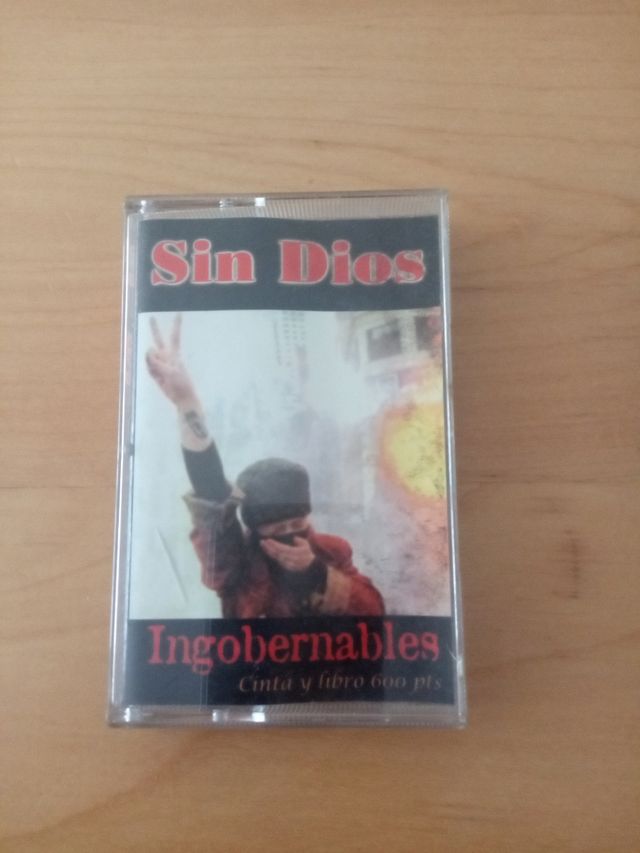 Sin Dios
Ingobernables
Cinta y libro 600 pts